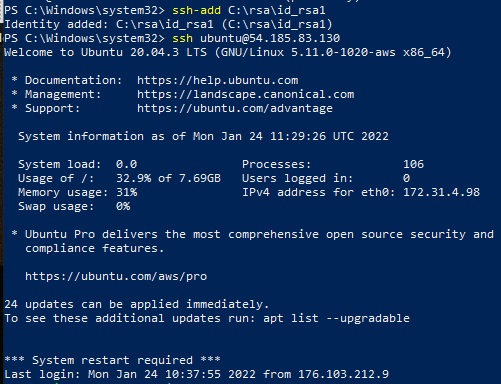 PS C:\Windows\system32> ssh-add C:\rsa\id_rsa1
Identity added: C:\rsa\id_rsa1 (C:\rsa\id_rsa1)
PS C:\Windows\system32> ssh ubuntu@54.185.83.130
Welcome to Ubuntu 20.04.3 LTS (GNU/Linux 5.11.0-1020-aws x86_64)

 * Documentation:  https://help.ubuntu.com
 * Management:     https://landscape.canonical.com
 * Support:        https://ubuntu.com/advantage

  System information as of Mon Jan 24 11:29:26 UTC 2022

  System load:  0.0               Processes:             106
  Usage of /:   32.9% of 7.69GB   Users logged in:       0
  Memory usage: 31%               IPv4 address for eth0: 172.31.4.98
  Swap usage:   0%

 * Ubuntu Pro delivers the most comprehensive open source security and
   compliance features.

   https://ubuntu.com/aws/pro

24 updates can be applied immediately.
To see these additional updates run: apt list --upgradable


*** System restart required ***
Last login: Mon Jan 24 10:37:55 2022 from 176.103.212.9